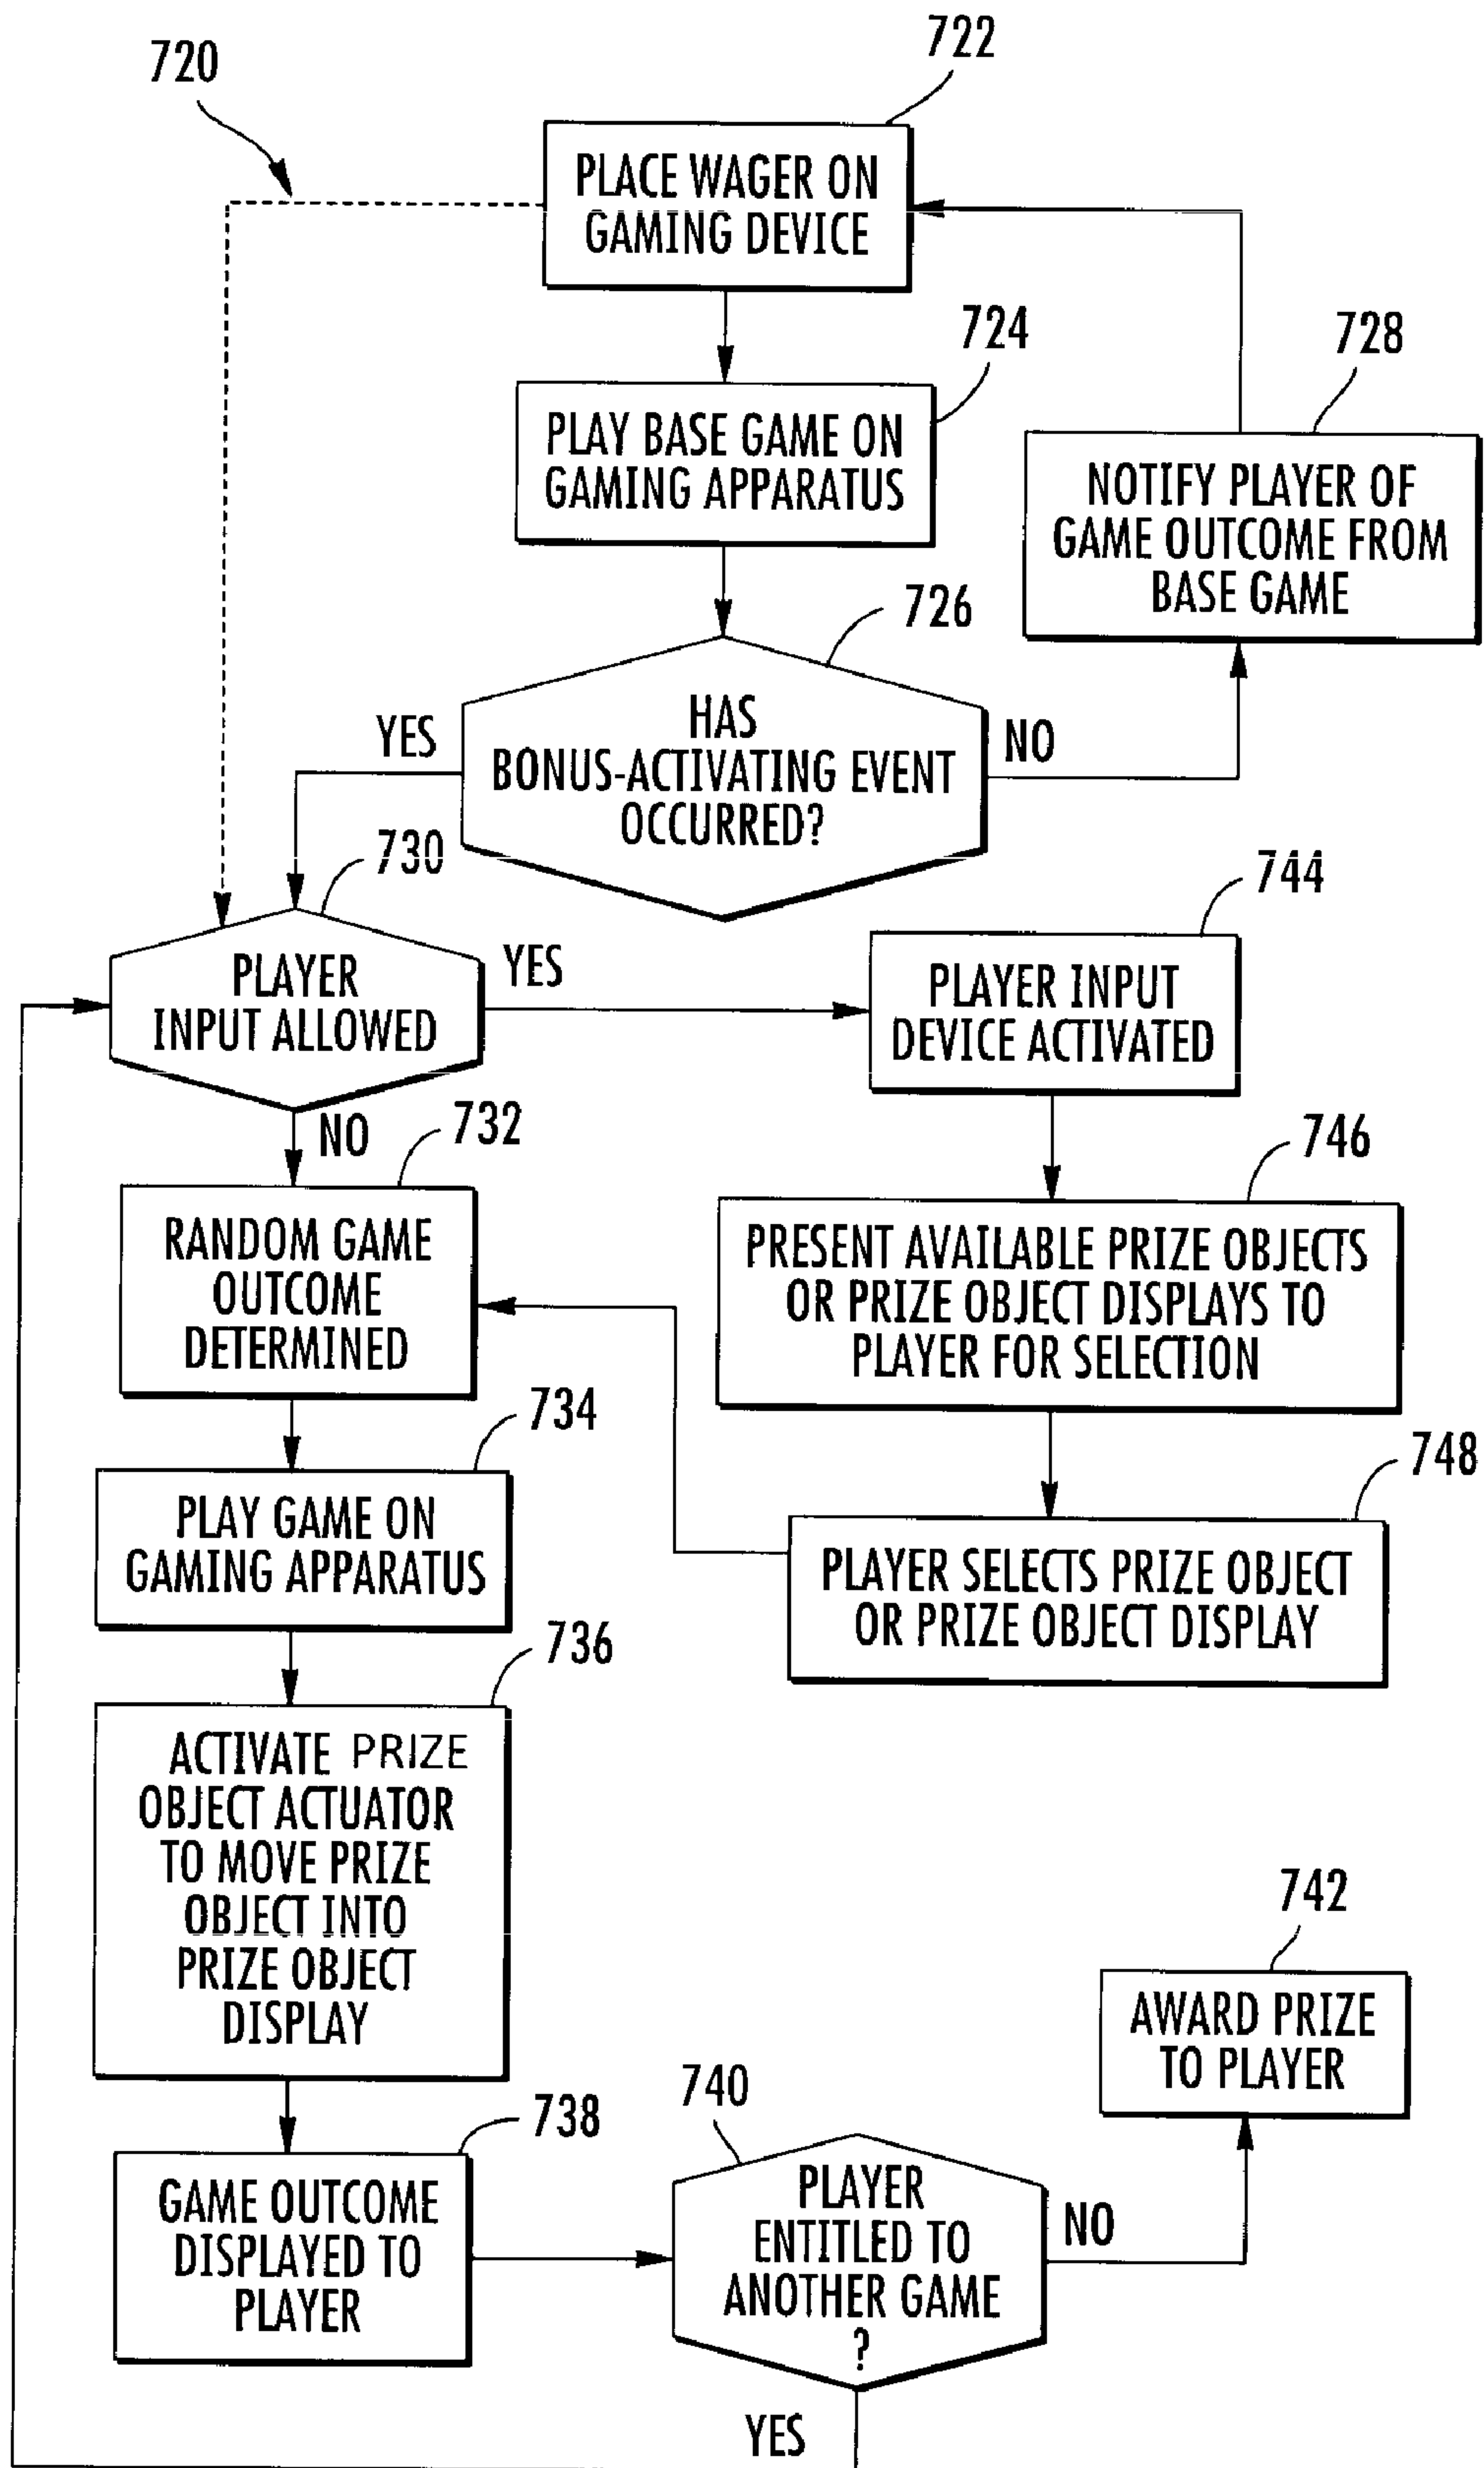 720
722
PLACE WAGER ON
GAMING DEVICE
724
PLAY BASE GAME ON
GAMING APPARATUS
728
NOTIFY PLAYER OF
GAME OUTCOME FROM
BASE GAME
726
HAS
BONUS-ACTIVATING EVENT
OCCURRED?
YES
NO
730
PLAYER
INPUT ALLOWED
YES
NO
744
PLAYER INPUT
DEVICE ACTIVATED
732
RANDOM GAME
OUTCOME
DETERMINED
746
PRESENT AVAILABLE PRIZE OBJECTS
OR PRIZE OBJECT DISPLAYS TO
PLAYER FOR SELECTION
734
PLAY GAME ON
GAMING APPARATUS
748
PLAYER SELECTS PRIZE OBJECT
OR PRIZE OBJECT DISPLAY
736
ACTIVATE PRIZE
OBJECT ACTUATOR
TO MOVE PRIZE
OBJECT INTO
PRIZE OBJECT
DISPLAY
742
AWARD PRIZE
TO PLAYER
738
GAME OUTCOME
DISPLAYED TO
PLAYER
740
PLAYER
ENTITLED TO
ANOTHER GAME
?
NO
YES